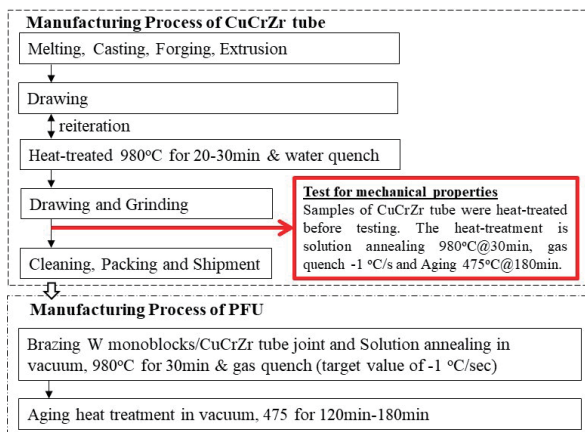 Manufacturing Process of CuCrZr tube
Melting, Casting, Forging, Extrusion
Drawing
reiteration
Heat-treated 980°C for 20-30min & water quench
Drawing and Grinding
Test for mechanical properties
Samples of CuCrZr tube were heat-treated
before testing. The heat-treatment is
solution annealing 980°C@30min, gas
quench -1 °C/s and Aging 475°C@180min.
Cleaning, Packing and Shipment
Manufacturing Process of PFU
Brazing W monoblocks/CuCrZr tube joint and Solution annealing in
vacuum, 980°C for 30min & gas quench (target value of -1 °C/sec)
Aging heat treatment in vacuum, 475 for 120min-180min